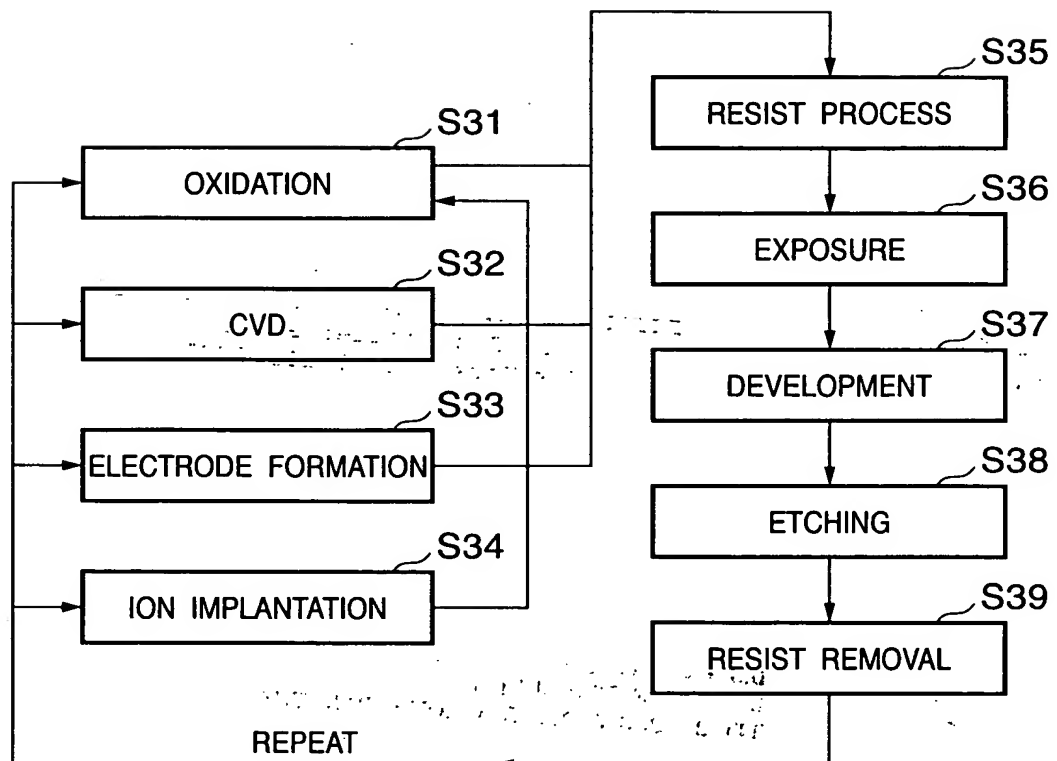 S31
OXIDATION
S32
CVD
S33
ELECTRODE FORMATION
S34
ION IMPLANTATION
REPEAT
S35
RESIST PROCESS
S36
EXPOSURE
S37
DEVELOPMENT
S38
ETCHING
S39
RESIST REMOVAL